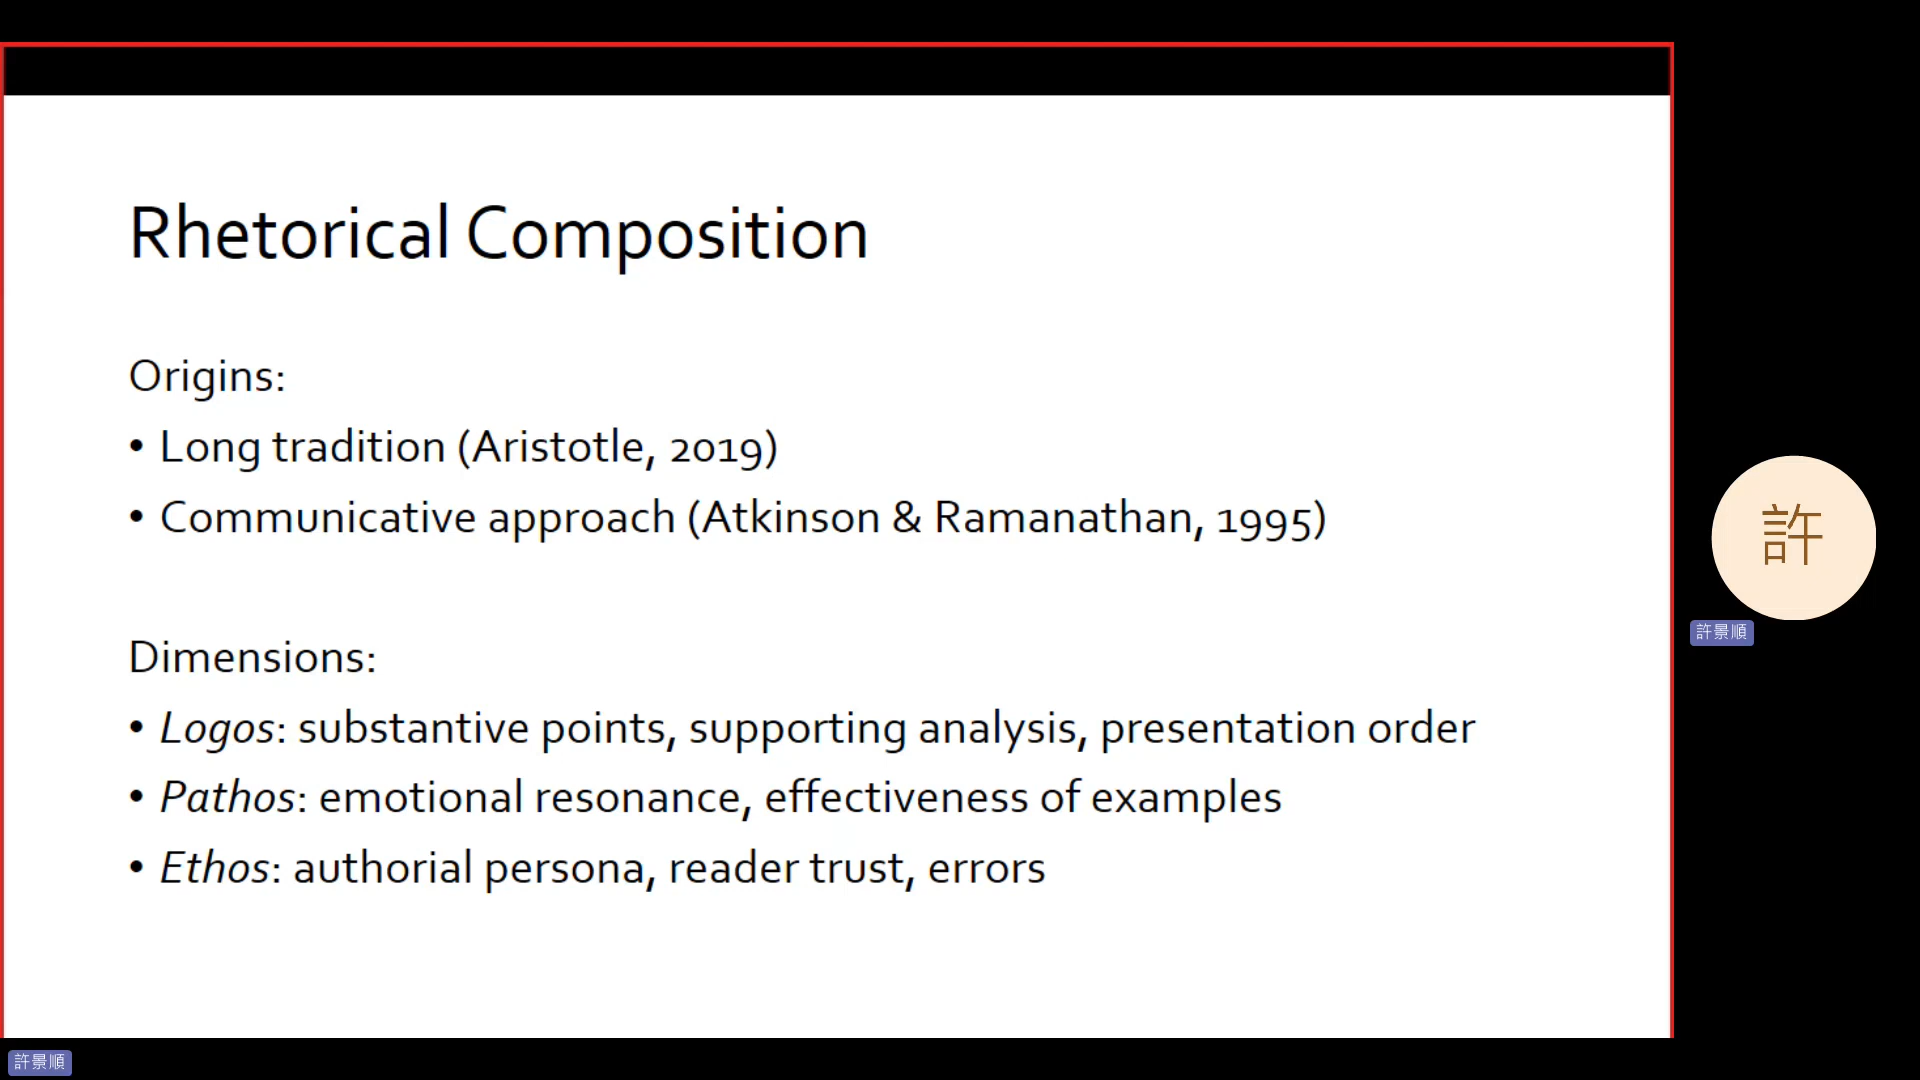 Rhetorical Composition
Origins:
• Long tradition (Aristotle, 2019)
• Communicative approach (Atkinson & Ramanathan, 1995)
Dimensions:
• Logos: substantive points, supporting analysis, presentation order
• Pathos: emotional resonance, effectiveness of examples
• Ethos: authorial persona, reader trust, errors
許
許景順
許景順